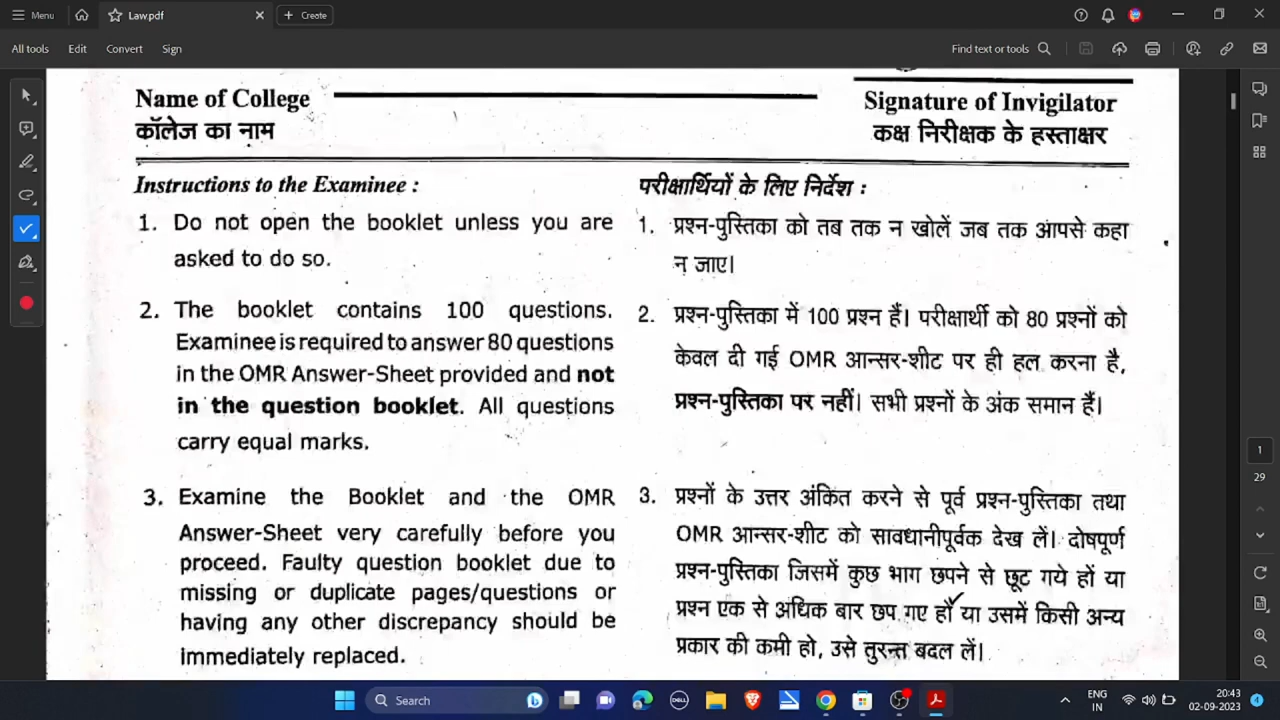 Menu
Law.pdf
Create
All tools
Edit
Convert
Sign
Find text or tools
Name of College
कॉलेज का नाम
Signature of Invigilator
कक्ष निरीक्षक के हस्ताक्षर
Instructions to the Examinee :
1. Do not open the booklet unless you are
asked to do so.
2. The booklet contains 100 questions.
Examinee is required to answer 80 questions
in the OMR Answer-Sheet provided and not
in the question booklet. All questions
carry equal marks.
3. Examine the Booklet and the OMR
Answer-Sheet very carefully before you
proceed. Faulty question booklet due to
missing or duplicate pages/questions or
having any other discrepancy should be
immediately replaced.
परीक्षार्थियों के लिए निर्देश :
1. प्रश्न-पुस्तिका को तब तक न खोलें जब तक आपसे कहा
न जाए।
2. प्रश्न-पुस्तिका में 100 प्रश्न हैं। परीक्षार्थी को 80 प्रश्नों को
केवल दी गई OMR आन्सर-शीट पर ही हल करना है,
प्रश्न-पुस्तिका पर नहीं। सभी प्रश्नों के अंक समान हैं।
3. प्रश्नों के उत्तर अंकित करने से पूर्व प्रश्न-पुस्तिका तथा
OMR आन्सर-शीट को सावधानीपूर्वक देख लें। दोषपूर्ण
प्रश्न-पुस्तिका जिसमें कुछ भाग छपने से छूट गये हों या
प्रश्न एक से अधिक बार छप गए हों या उसमें किसी अन्य
प्रकार की कमी हो, उसे तुरन्त बदल लें।
1
29
Search
DELL
ENG
IN
20:43
02-09-2023
4